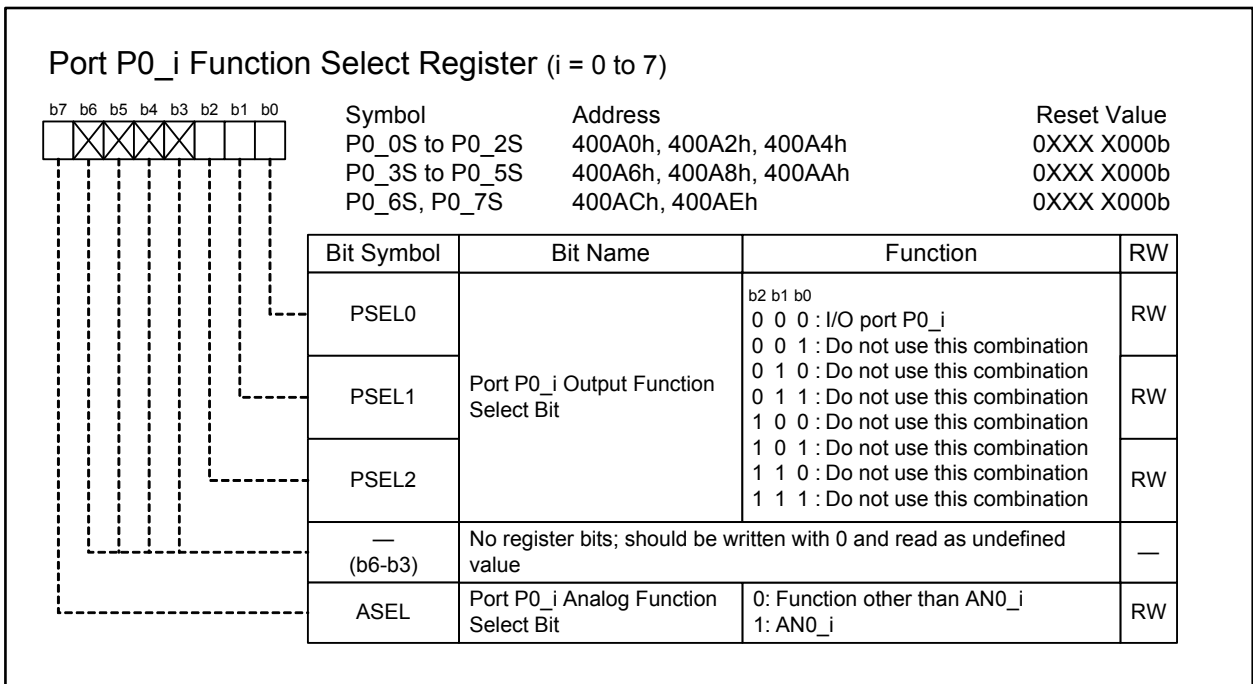 Port P0_i Function Select Register (i = 0 to 7)
b7 b6 b5 b4 b3 b2 b1 b0
Symbol Address Reset Value
P0_0S to P0_2S 400A0h, 400A2h, 400A4h 0XXX X000b
P0_3S to P0_5S 400A6h, 400A8h, 400AAh 0XXX X000b
P0_6S, P0_7S 400ACh, 400AEh 0XXX X000b
Bit Symbol Bit Name Function RW
PSEL0
PSEL1
PSEL2
Port P0_i Output Function
Select Bit
b2 b1 b0
0 0 0 : I/O port P0_i
0 0 1 : Do not use this combination
0 1 0 : Do not use this combination
0 1 1 : Do not use this combination
1 0 0 : Do not use this combination
1 0 1 : Do not use this combination
1 1 0 : Do not use this combination
1 1 1 : Do not use this combination
RW
RW
RW
—
(b6-b3)
No register bits; should be written with 0 and read as undefined
value
—
ASEL
Port P0_i Analog Function
Select Bit
0: Function other than AN0_i
1: AN0_i
RW